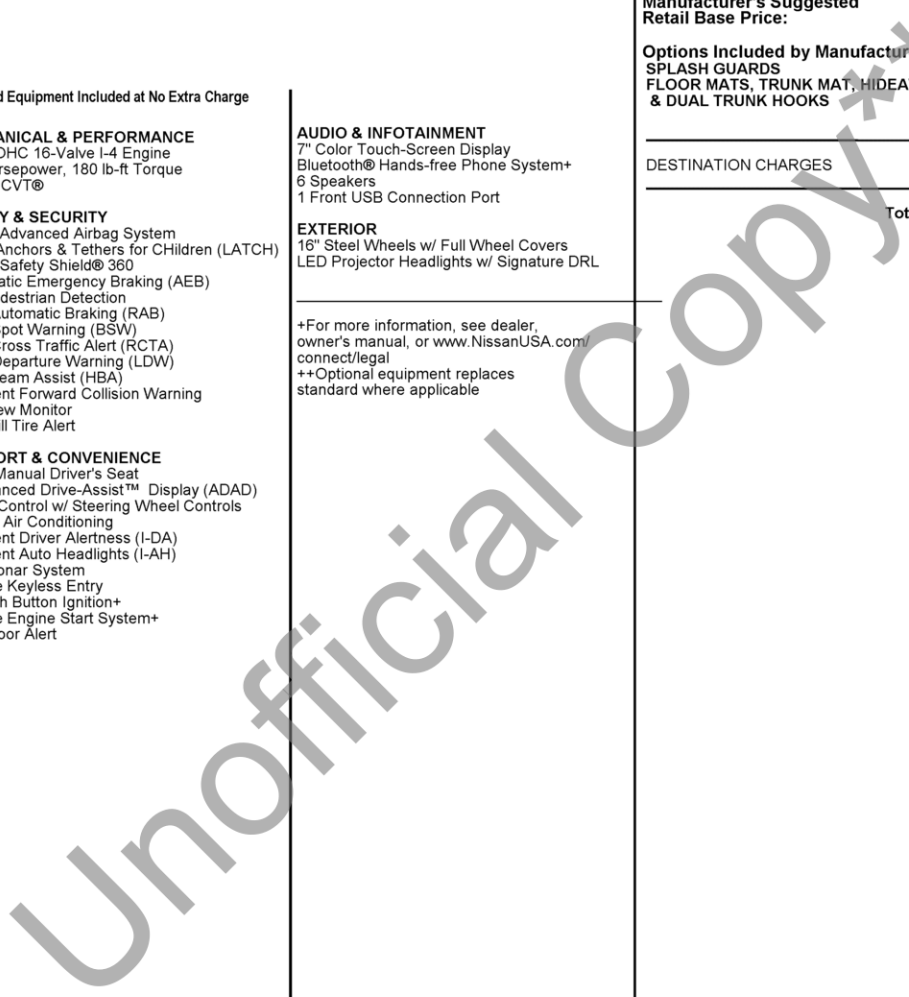 d Equipment Included at No Extra Charge
ANICAL & PERFORMANCE
OHC 16-Valve I-4 Engine
rsepower, 180 lb-ft Torque
CVT®
Y & SECURITY
Advanced Airbag System
Anchors & Tethers for CHildren (LATCH)
Safety Shield® 360
atic Emergency Braking (AEB)
destrian Detection
utomatic Braking (RAB)
pot Warning (BSW)
ross Traffic Alert (RCTA)
eparture Warning (LDW)
eam Assist (HBA)
ent Forward Collision Warning
ew Monitor
ll Tire Alert
ORT & CONVENIENCE
Manual Driver's Seat
nced Drive-Assist™ Display (ADAD)
Control w/ Steering Wheel Controls
Air Conditioning
ent Driver Alertness (I-DA)
ent Auto Headlights (I-AH)
onar System
e Keyless Entry
h Button Ignition+
e Engine Start System+
oor Alert
AUDIO & INFOTAINMENT
7" Color Touch-Screen Display
Bluetooth® Hands-free Phone System+
6 Speakers
1 Front USB Connection Port
EXTERIOR
16" Steel Wheels w/ Full Wheel Covers
LED Projector Headlights w/ Signature DRL
+For more information, see dealer,
owner's manual, or www.NissanUSA.com/
connect/legal
++Optional equipment replaces
standard where applicable
Manufacturer's Suggested
Retail Base Price:
Options Included by Manufactur
SPLASH GUARDS
FLOOR MATS, TRUNK MAT, HIDEA
& DUAL TRUNK HOOKS
DESTINATION CHARGES
Tot
Unofficial Copy**